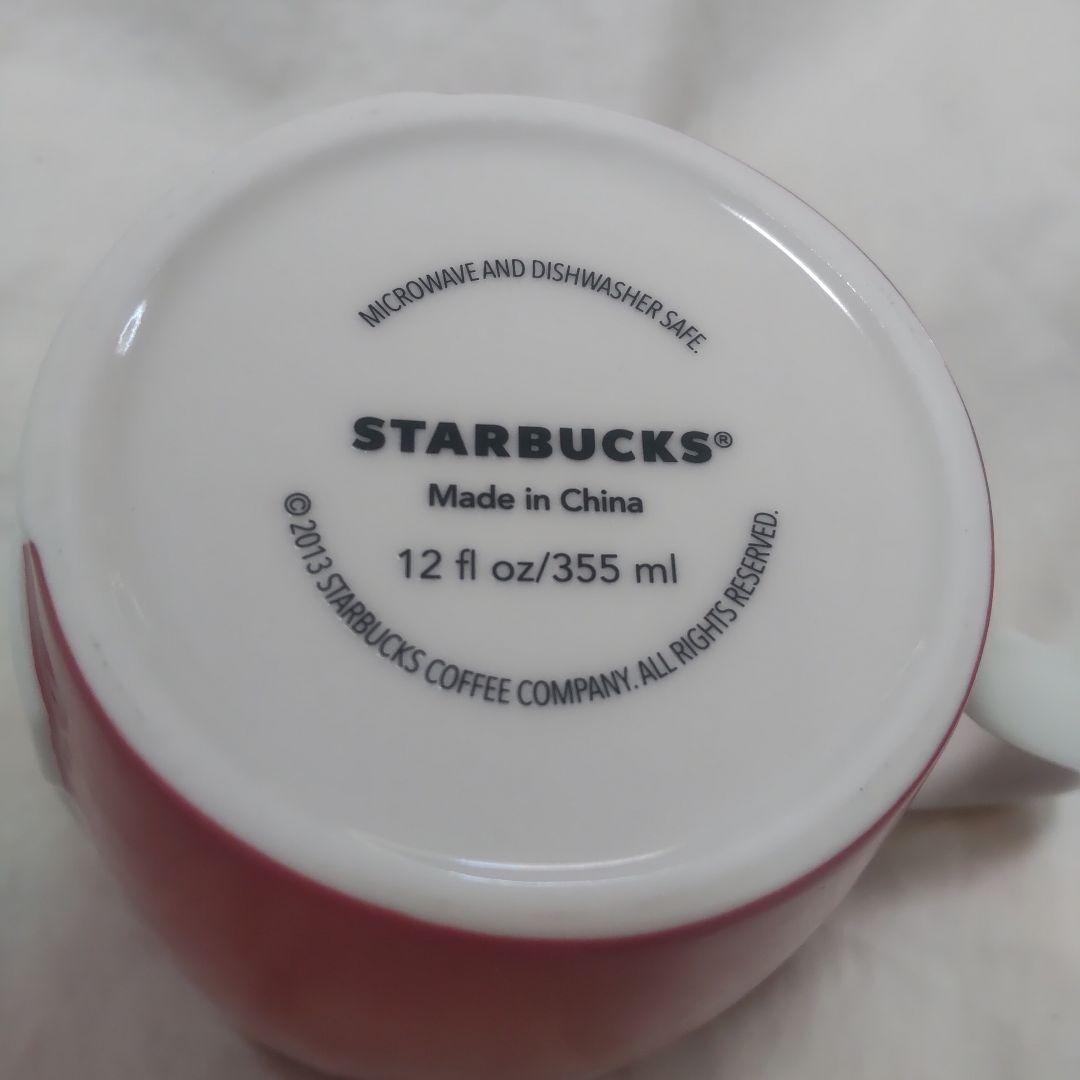 MICROWAVE AND DISHWASHER SAFE.
STARBUCKS®
Made in China
12 fl oz/355 ml
© 2013 STARBUCKS COFFEE COMPANY. ALL RIGHTS RESERVED.